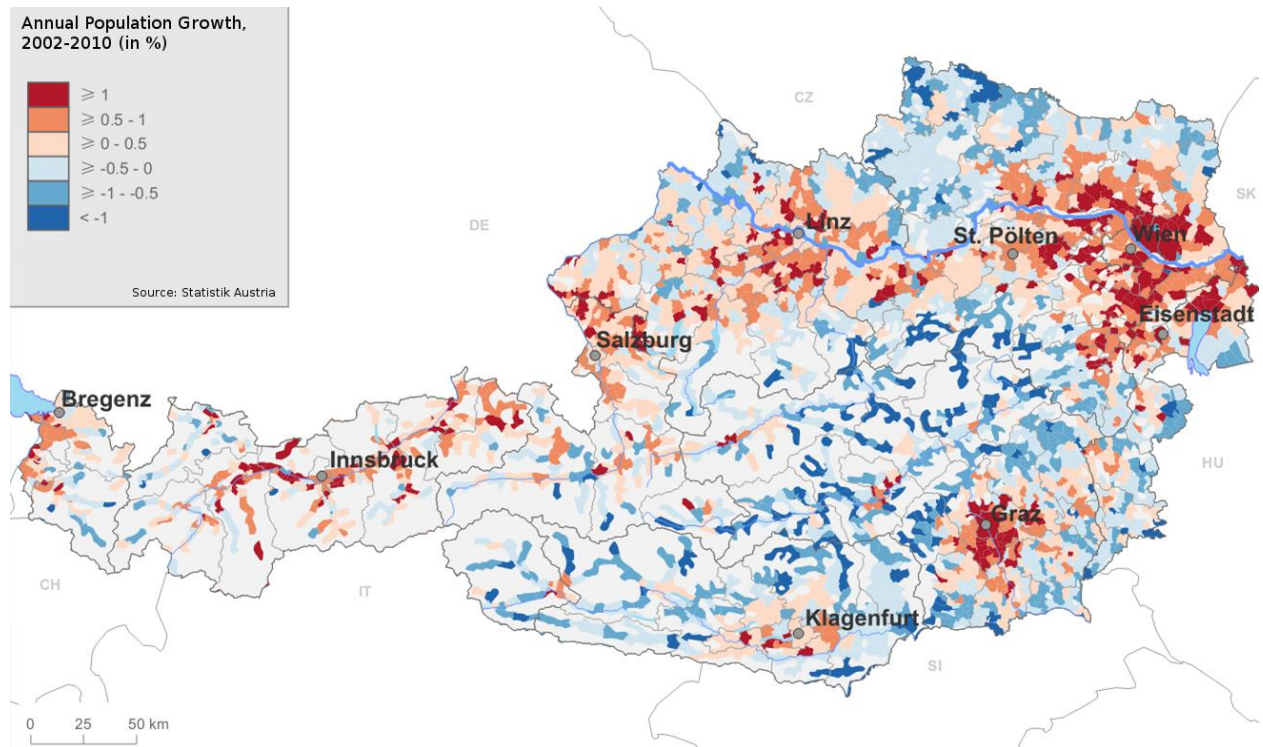 Annual Population Growth,
2002-2010 (in %)
⩾ 1
⩾ 0.5 - 1
⩾ 0 - 0.5
⩾ -0.5 - 0
⩾ -1 - -0.5
< -1
Source: Statistik Austria
CZ
DE
SK
Linz
St. Pölten
Wien
Eisenstadt
Salzburg
Bregenz
Innsbruck
HU
Graz
CH
IT
Klagenfurt
SI
0 25 50 km